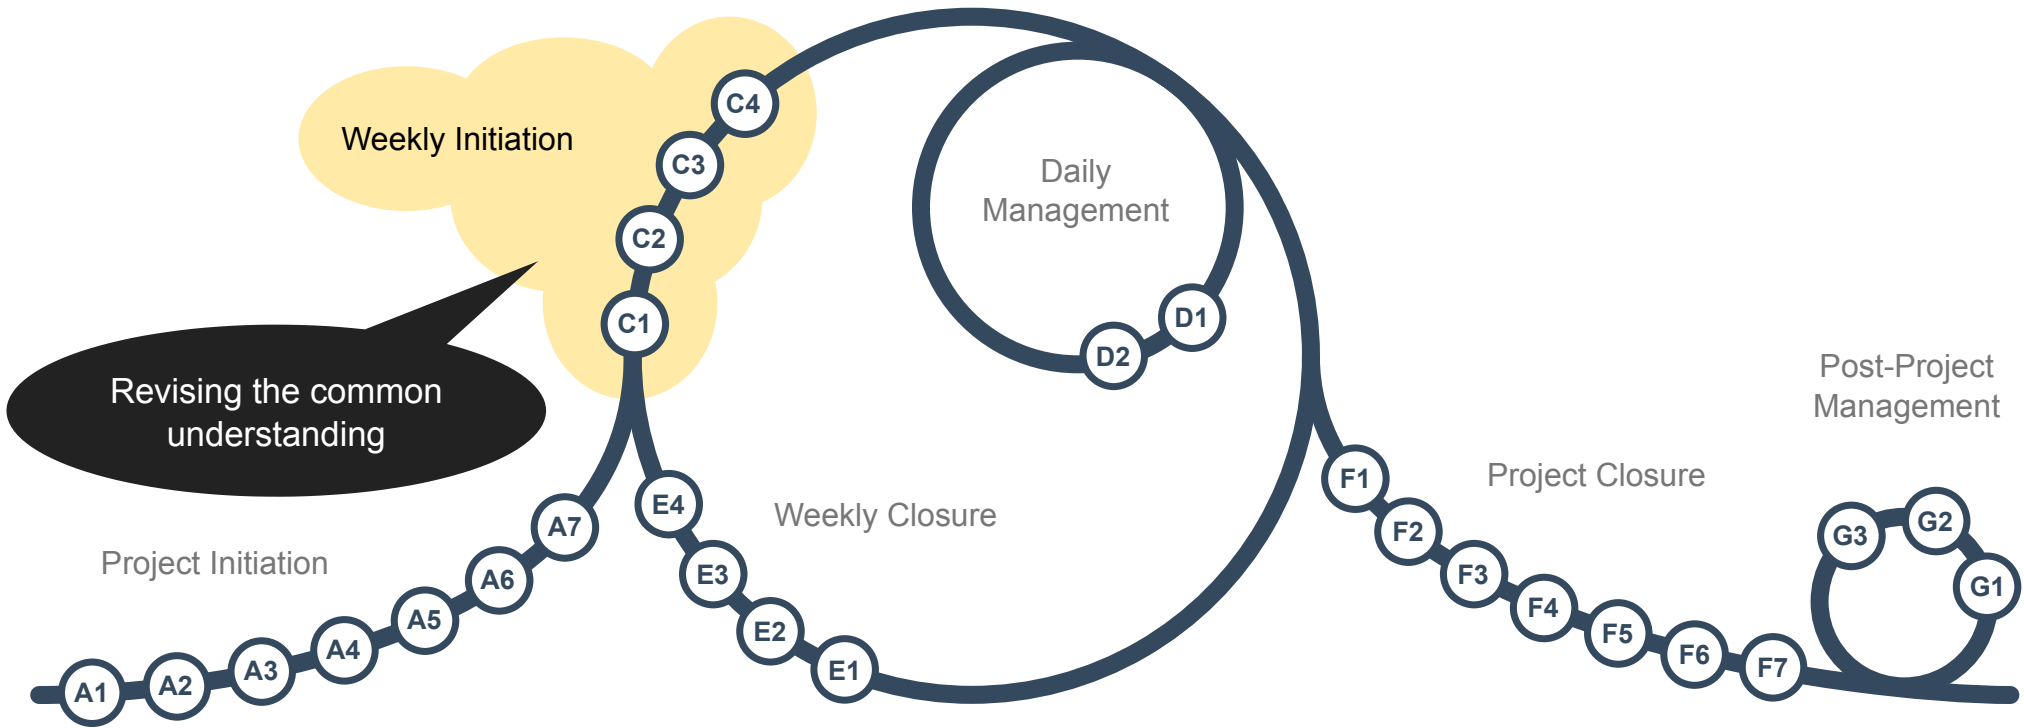 Weekly Initiation
C4
C3
C2
C1
Daily
Management
D1
D2
Revising the common
understanding
Project Initiation
A1
A2
A3
A4
A5
A6
A7
Weekly Closure
E4
E3
E2
E1
Project Closure
F1
F2
F3
F4
F5
F6
F7
Post-Project
Management
G3
G2
G1